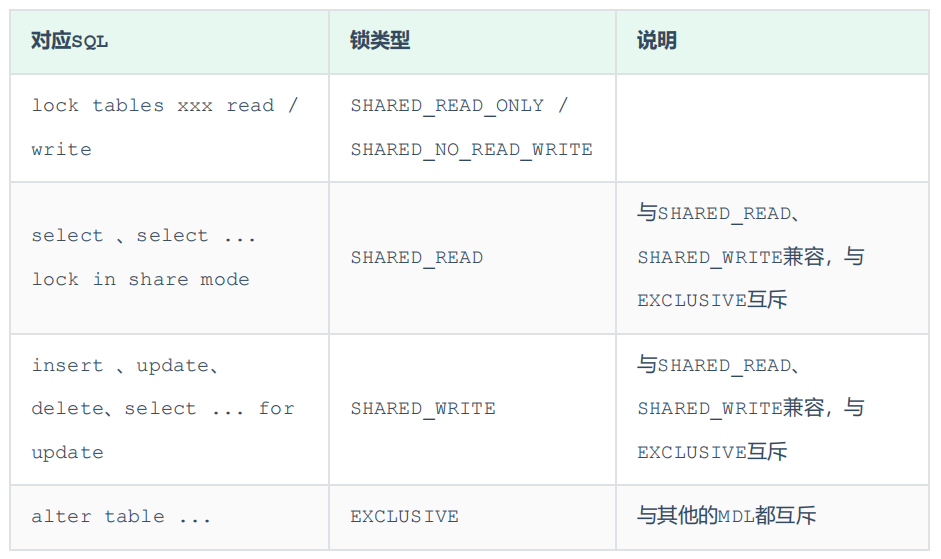 对应SQL 锁类型 说明
lock tables xxx read / SHARED_READ_ONLY /
write SHARED_NO_READ_WRITE
select 、select ...
lock in share mode
SHARED_READ
与SHARED_READ、
SHARED_WRITE兼容，与
EXCLUSIVE互斥
insert 、update、
delete、select ... for
update
SHARED_WRITE
与SHARED_READ、
SHARED_WRITE兼容，与
EXCLUSIVE互斥
alter table ... EXCLUSIVE 与其他的MDL都互斥